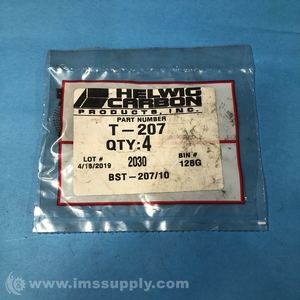 HELWIG
CARBON
PRODUCTS, INC.
PART NUMBER
T-207
QTY:4
LOT # 2030 BIN #
4/18/2019 128G
BST-207/10
© www.imssupply.com